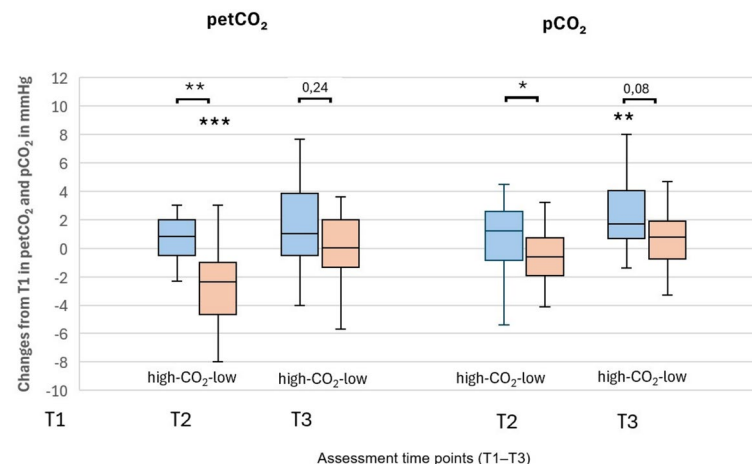 petCO₂ pCO₂
Changes from T1 in petCO₂ and pCO₂ in mmHg
12
10
8
6
4
2
0
-2
-4
-6
-8
-10
** 0,24 * 0,08
*** **
high-CO₂-low high-CO₂-low high-CO₂-low high-CO₂-low
T1 T2 T3 T2 T3
Assessment time points (T1–T3)